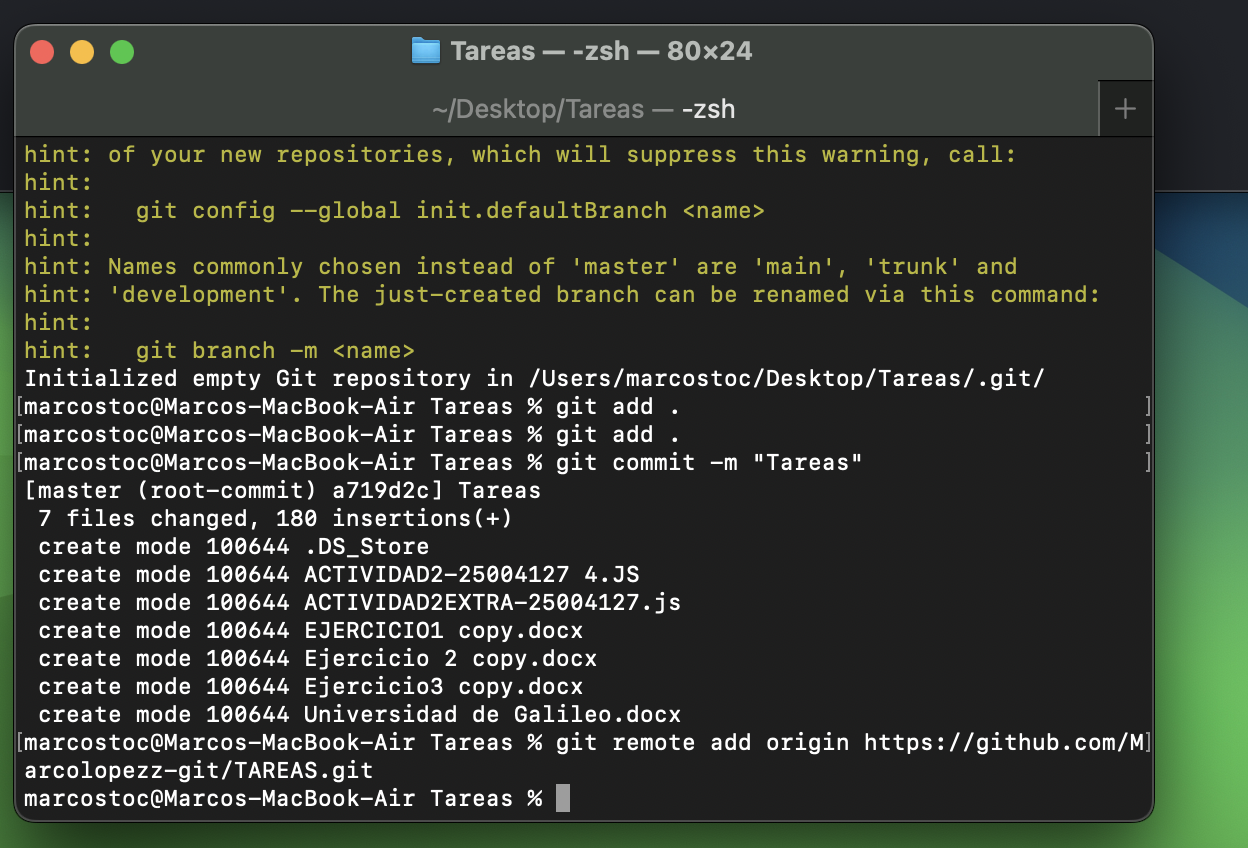 Tareas — -zsh — 80×24
~/Desktop/Tareas — -zsh
hint: of your new repositories, which will suppress this warning, call:
hint:
hint:   git config --global init.defaultBranch <name>
hint:
hint: Names commonly chosen instead of 'master' are 'main', 'trunk' and
hint: 'development'. The just-created branch can be renamed via this command:
hint:
hint:   git branch -m <name>
Initialized empty Git repository in /Users/marcostoc/Desktop/Tareas/.git/
[marcostoc@Marcos-MacBook-Air Tareas % git add . ]
[marcostoc@Marcos-MacBook-Air Tareas % git add . ]
[marcostoc@Marcos-MacBook-Air Tareas % git commit -m "Tareas" ]
[master (root-commit) a719d2c] Tareas
 7 files changed, 180 insertions(+)
 create mode 100644 .DS_Store
 create mode 100644 ACTIVIDAD2-25004127 4.JS
 create mode 100644 ACTIVIDAD2EXTRA-25004127.js
 create mode 100644 EJERCICIO1 copy.docx
 create mode 100644 Ejercicio 2 copy.docx
 create mode 100644 Ejercicio3 copy.docx
 create mode 100644 Universidad de Galileo.docx
[marcostoc@Marcos-MacBook-Air Tareas % git remote add origin https://github.com/M]
arcolopezz-git/TAREAS.git
marcostoc@Marcos-MacBook-Air Tareas %